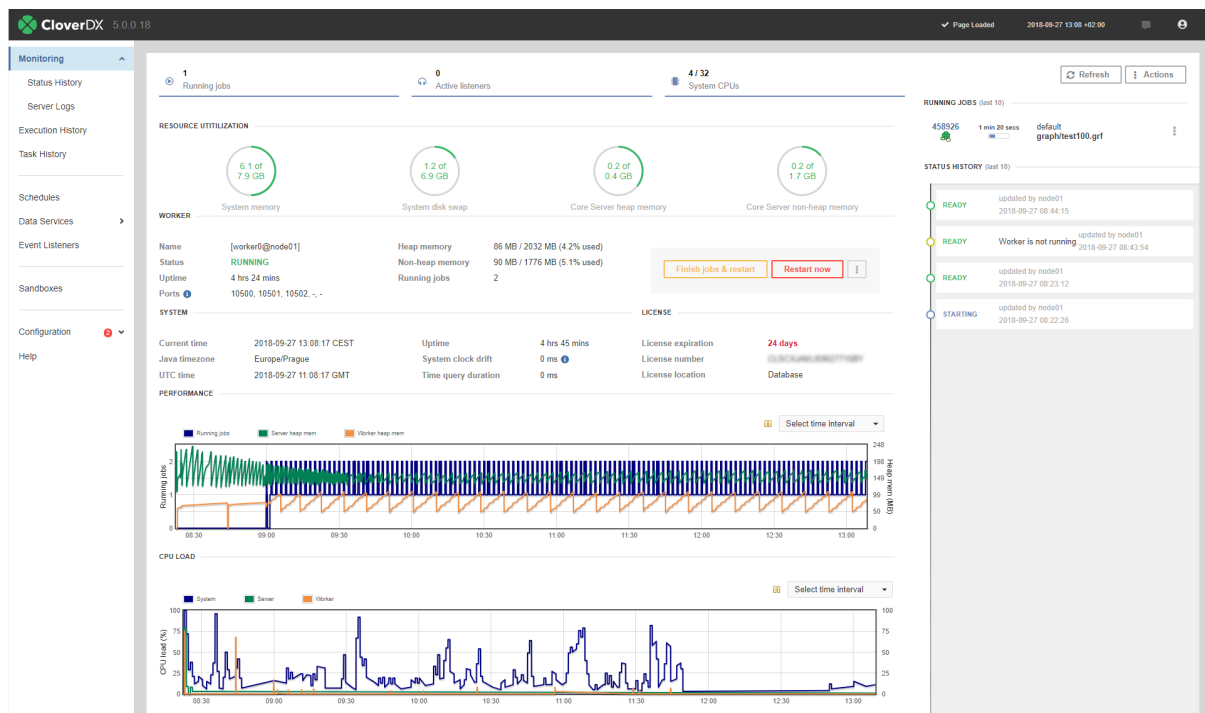 CloverDX 5.0.0.18
Page Loaded
2018-09-27 13:08 +02:00
Monitoring
Status History
Server Logs
Execution History
Task History
Schedules
Data Services
Event Listeners
Sandboxes
Configuration 2
Help
1
Running jobs
0
Active listeners
4 / 32
System CPUs
RESOURCE UTITILIZATION
6.1 of
7.9 GB
System memory
1.2 of
6.9 GB
System disk swap
0.2 of
0.4 GB
Core Server heap memory
0.2 of
1.7 GB
Core Server non-heap memory
WORKER
Name [worker0@node01]
Status RUNNING
Uptime 4 hrs 24 mins
Ports 10500, 10501, 10502, -, -
Heap memory 86 MB / 2032 MB (4.2% used)
Non-heap memory 90 MB / 1776 MB (5.1% used)
Running jobs 2
Finish jobs & restart
Restart now
SYSTEM
Current time 2018-09-27 13:08:17 CEST
Java timezone Europe/Prague
UTC time 2018-09-27 11:08:17 GMT
Uptime 4 hrs 45 mins
System clock drift 0 ms
Time query duration 0 ms
LICENSE
License expiration 24 days
License number
License location Database
PERFORMANCE
Select time interval
Running jobs Server heap mem Worker heap mem
Running jobs
2
1
0
248
198
149
99
50
0
Heap mem (MB)
08:30 09:00 09:30 10:00 10:30 11:00 11:30 12:00 12:30 13:00
CPU LOAD
Select time interval
System Server Worker
CPU load (%)
100
75
50
25
0
100
75
50
25
0
08:30 09:00 09:30 10:00 10:30 11:00 11:30 12:00 12:30 13:00
Refresh
Actions
RUNNING JOBS (last 10)
458926
1 min 20 secs
default
graph/test100.grf
STATUS HISTORY (last 10)
READY
updated by node01
2018-09-27 08:44:15
READY
Worker is not running.
updated by node01
2018-09-27 08:43:54
READY
updated by node01
2018-09-27 08:23:12
STARTING
updated by node01
2018-09-27 08:22:26